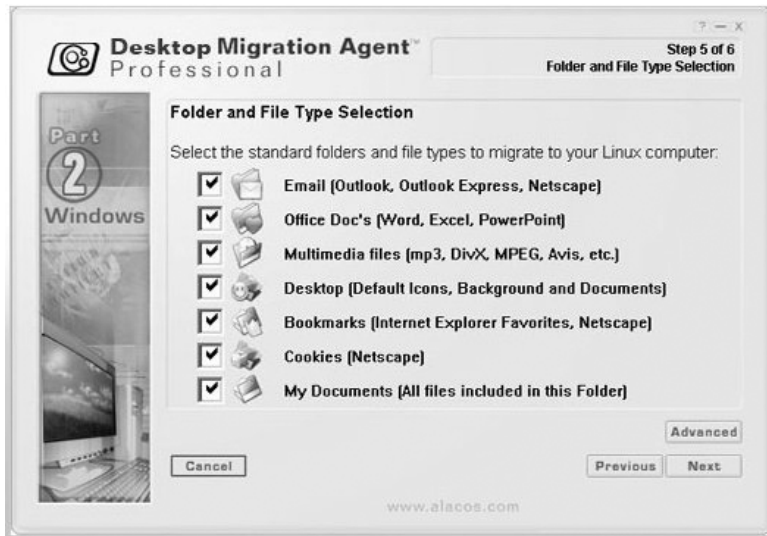 ? — X
Desktop Migration Agent™
Professional
Step 5 of 6
Folder and File Type Selection
Part
2
Windows
Folder and File Type Selection
Select the standard folders and file types to migrate to your Linux computer:
Email (Outlook, Outlook Express, Netscape)
Office Doc's (Word, Excel, PowerPoint)
Multimedia files (mp3, DivX, MPEG, Avis, etc.)
Desktop (Default Icons, Background and Documents)
Bookmarks (Internet Explorer Favorites, Netscape)
Cookies (Netscape)
My Documents (All files included in this Folder)
Advanced
Cancel
Previous
Next
www.alacos.com